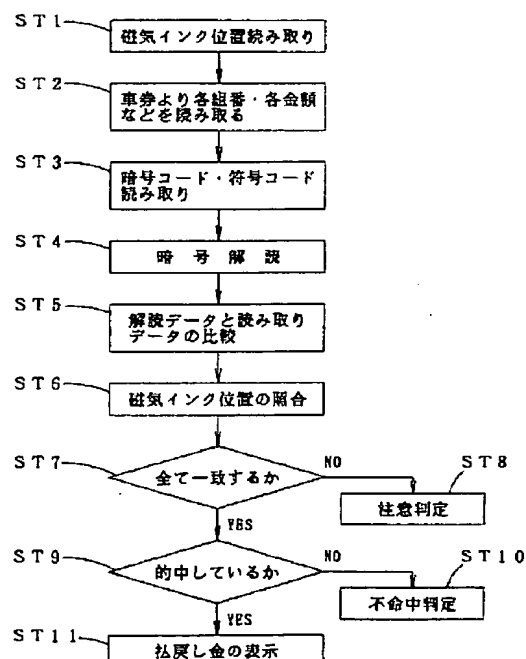 ST1
磁気インク位置読み取り
ST2
車券より各組番・各金額
などを読み取る
ST3
暗号コード・符号コード
読み取り
ST4
暗 号 解 読
ST5
解読データと読み取り
データの比較
ST6
磁気インク位置の照合
ST7
全て一致するか
NO
ST8
注意判定
YES
ST9
的中しているか
NO
ST10
不命中判定
YES
ST11
払戻し金の表示